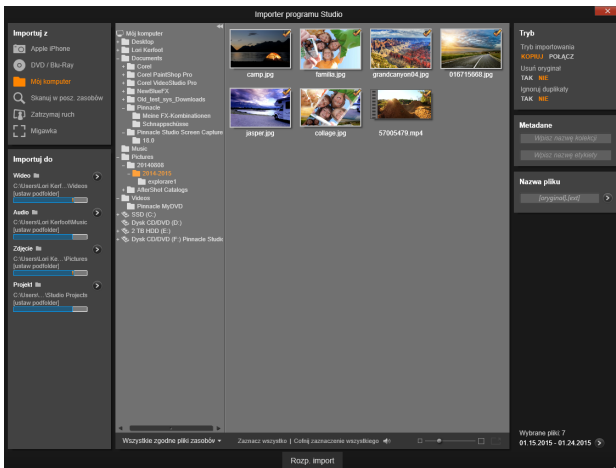 Importer programu Studio
Importuj z
Apple iPhone
DVD / Blu-Ray
Mój komputer
Skanuj w posz. zasobów
Zatrzymaj ruch
Migawka
Importuj do
Wideo
C:\Users\Lori Kerf...\Videos
[ustaw podfolder]
Audio
C:\Users\Lori Kerfoot\Music
[ustaw podfolder]
Zdjęcie
C:\Users\Lori Ke...\Pictures
[ustaw podfolder]
Projekt
C:\Users\...\Studio Projects
[ustaw podfolder]
Mój komputer
Desktop
Lori Kerfoot
Documents
Corel
Corel PaintShop Pro
Corel VideoStudio Pro
NewBlueFX
Old_test_sys_Downloads
Pinnacle
Meine FX-Kombinationen
Schnappschüsse
Pinnacle Studio Screen Capture
18.0
Music
Pictures
20140808
2014-2015
explorare1
AfterShot Catalogs
Videos
Pinnacle MyDVD
SSD (C:)
Dysk CD/DVD (D:)
2 TB HDD (E:)
Dysk CD/DVD (F:) Pinnacle Studio
Wszystkie zgodne pliki zasobów
camp.jpg
familia.jpg
grandcanyon04.jpg
016715668.jpg
jasper.jpg
collage.jpg
57005479.mp4
Zaznacz wszystko | Cofnij zaznaczenie wszystkiego
Tryb
Tryb importowania
KOPIUJ POŁĄCZ
Usuń oryginał
TAK NIE
Ignoruj duplikaty
TAK NIE
Metadane
Wpisz nazwę kolekcji
Wpisz nazwę etykiety
Nazwa pliku
[oryginał].[ext]
Wybrane pliki: 7
01.15.2015 - 01.24.2015
Rozp. import